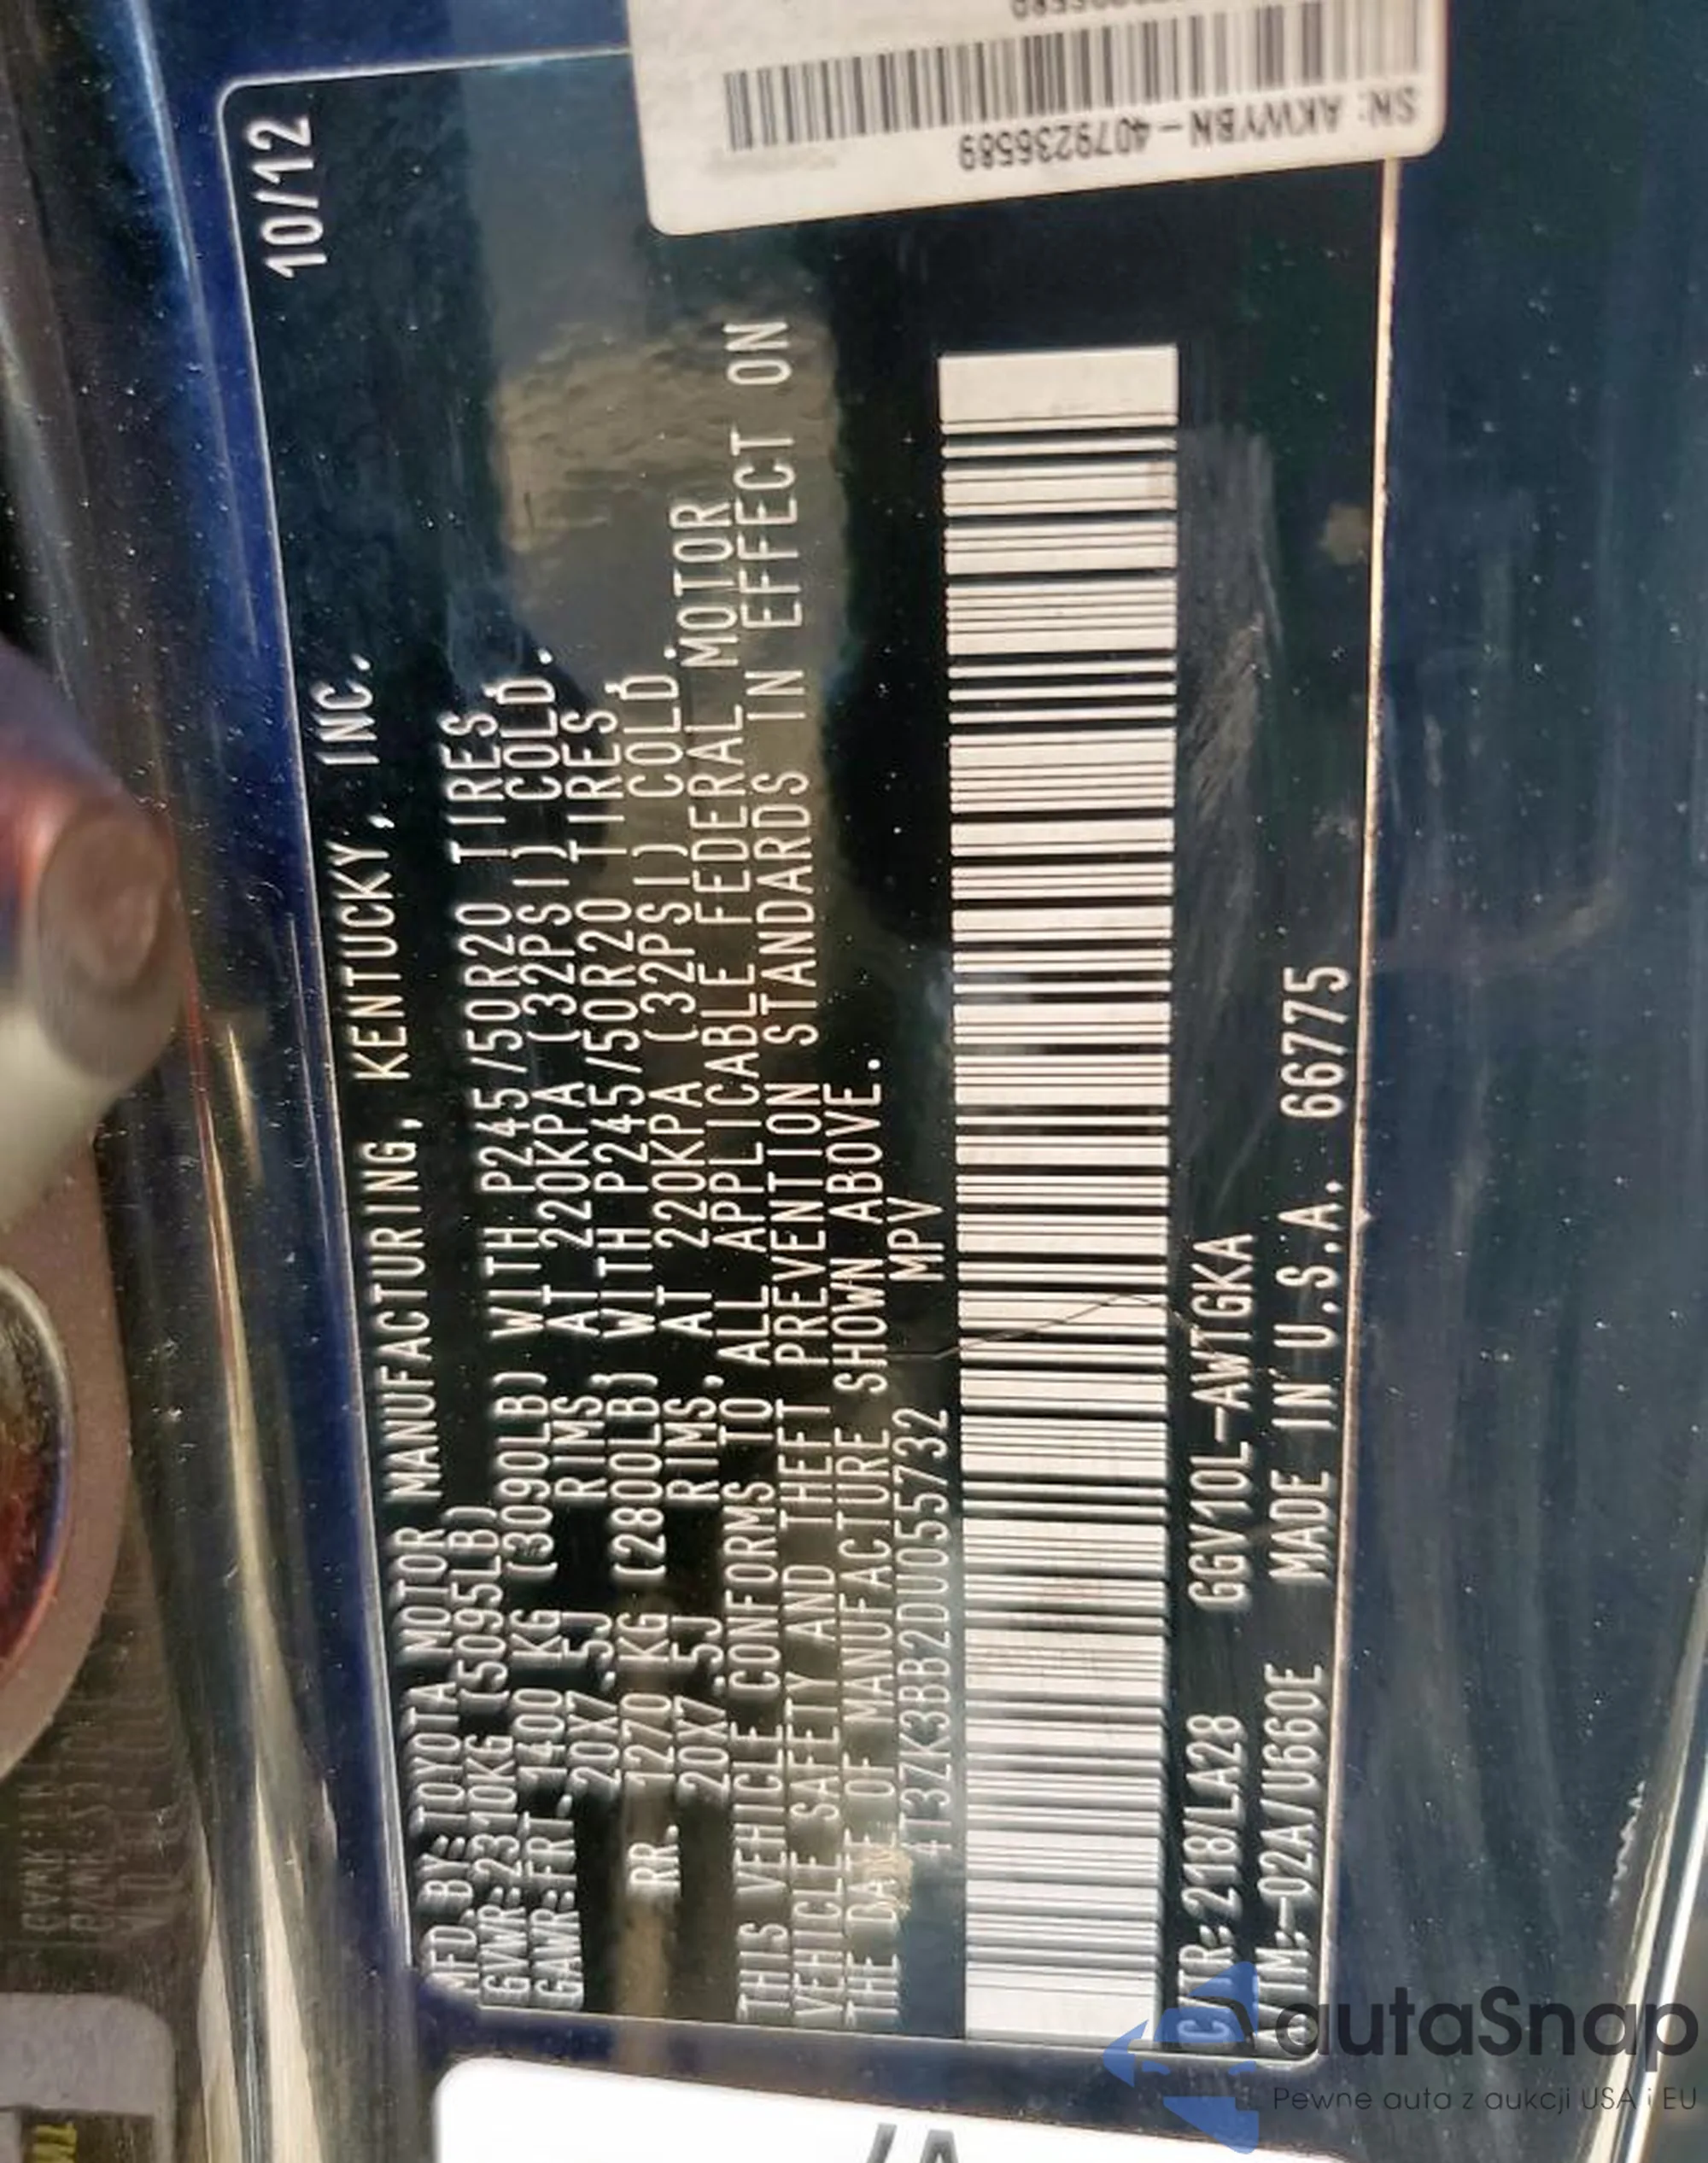 10/12
MFD.BY:TOYOTA MOTOR MANUFACTURING, KENTUCKY, INC.
GVWR:2310KG (5095LB)
GAWR:FRT. 1400 KG (3090LB) WITH P245/50R20 TIRES
20X7.5J RIMS, AT 220KPA (32PSI) COLD.
RR. 1270 KG (2800LB) WITH P245/50R20 TIRES
20X7.5J RIMS, AT 220KPA (32PSI) COLD.
THIS VEHICLE CONFORMS TO ALL APPLICABLE FEDERAL MOTOR
VEHICLE SAFETY AND THEFT PREVENTION STANDARDS IN EFFECT ON
THE DATE OF MANUFACTURE SHOWN ABOVE.
4T3ZK3BB2DU055732 MPV
C/TR:218/LA28 GGV10L-AWTGKA
A/TM:-02A/U660E MADE IN U.S.A. 66775
SN: AKWYBN-4079236589
autaSnap
Pewne auta z aukcji USA i EU